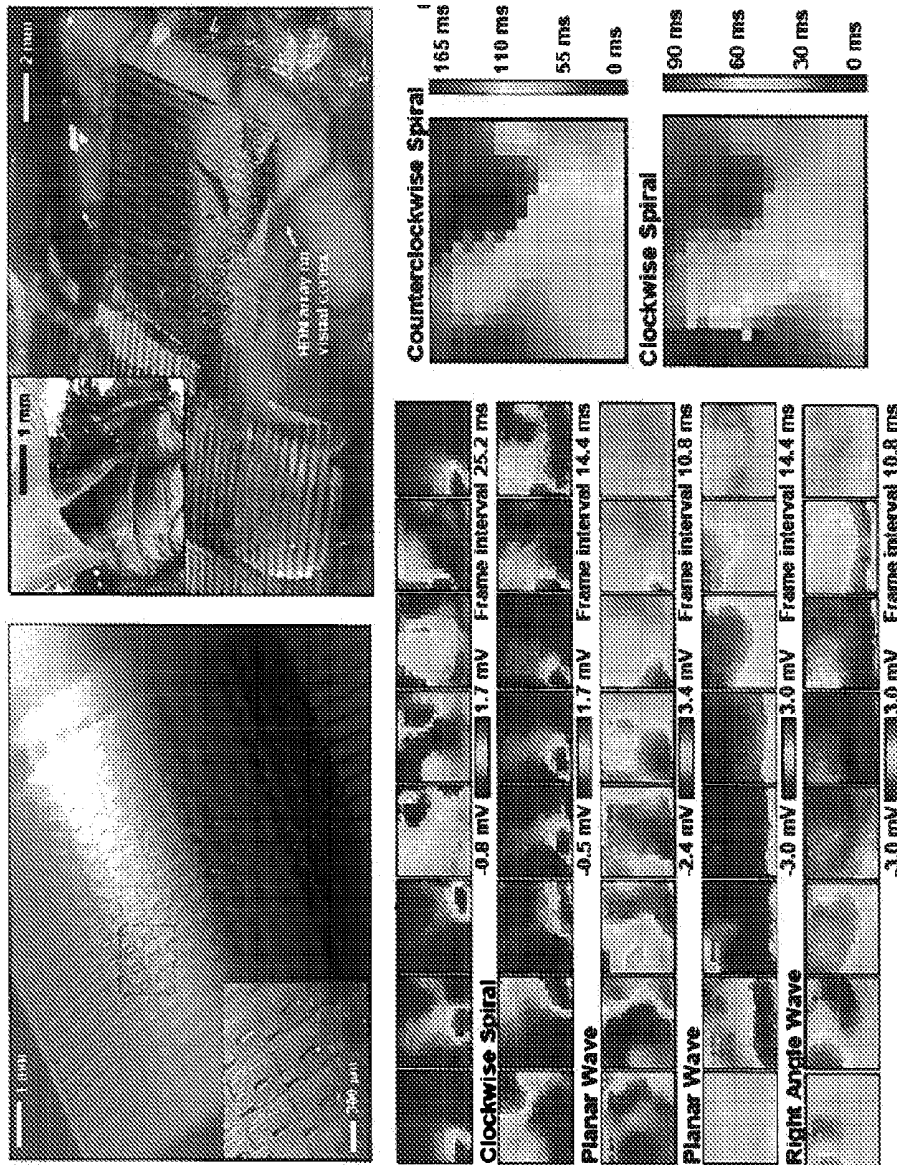 1 mm
2 mm
VISUAL CORTEX
Clockwise Spiral -0.8 mV 1.7 mV Frame interval 25.2 ms
Planar Wave -0.5 mV 1.7 mV Frame interval 14.4 ms
Planar Wave -2.4 mV 3.4 mV Frame interval 10.8 ms
Right Angle Wave -3.0 mV 3.0 mV Frame interval 14.4 ms
-3.0 mV 3.0 mV Frame interval 10.8 ms
Counterclockwise Spiral
165 ms
110 ms
55 ms
0 ms
Clockwise Spiral
90 ms
60 ms
30 ms
0 ms